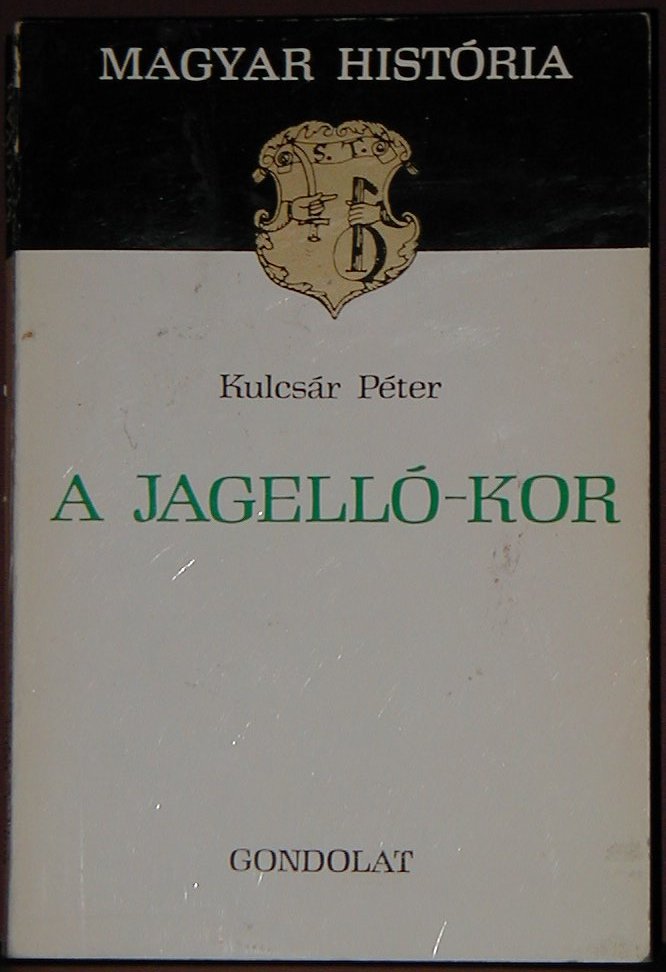 MAGYAR HISTÓRIA
S. T.
Kulcsár Péter
A JAGELLÓ-KOR
GONDOLAT